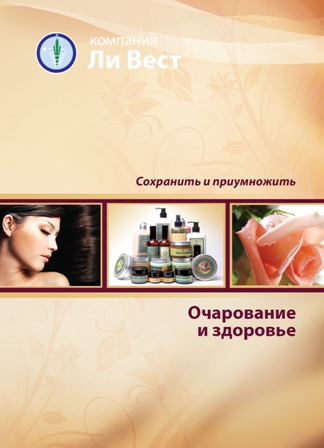 компания
Ли Вест
Сохранить и приумножить
Очарование
и здоровье